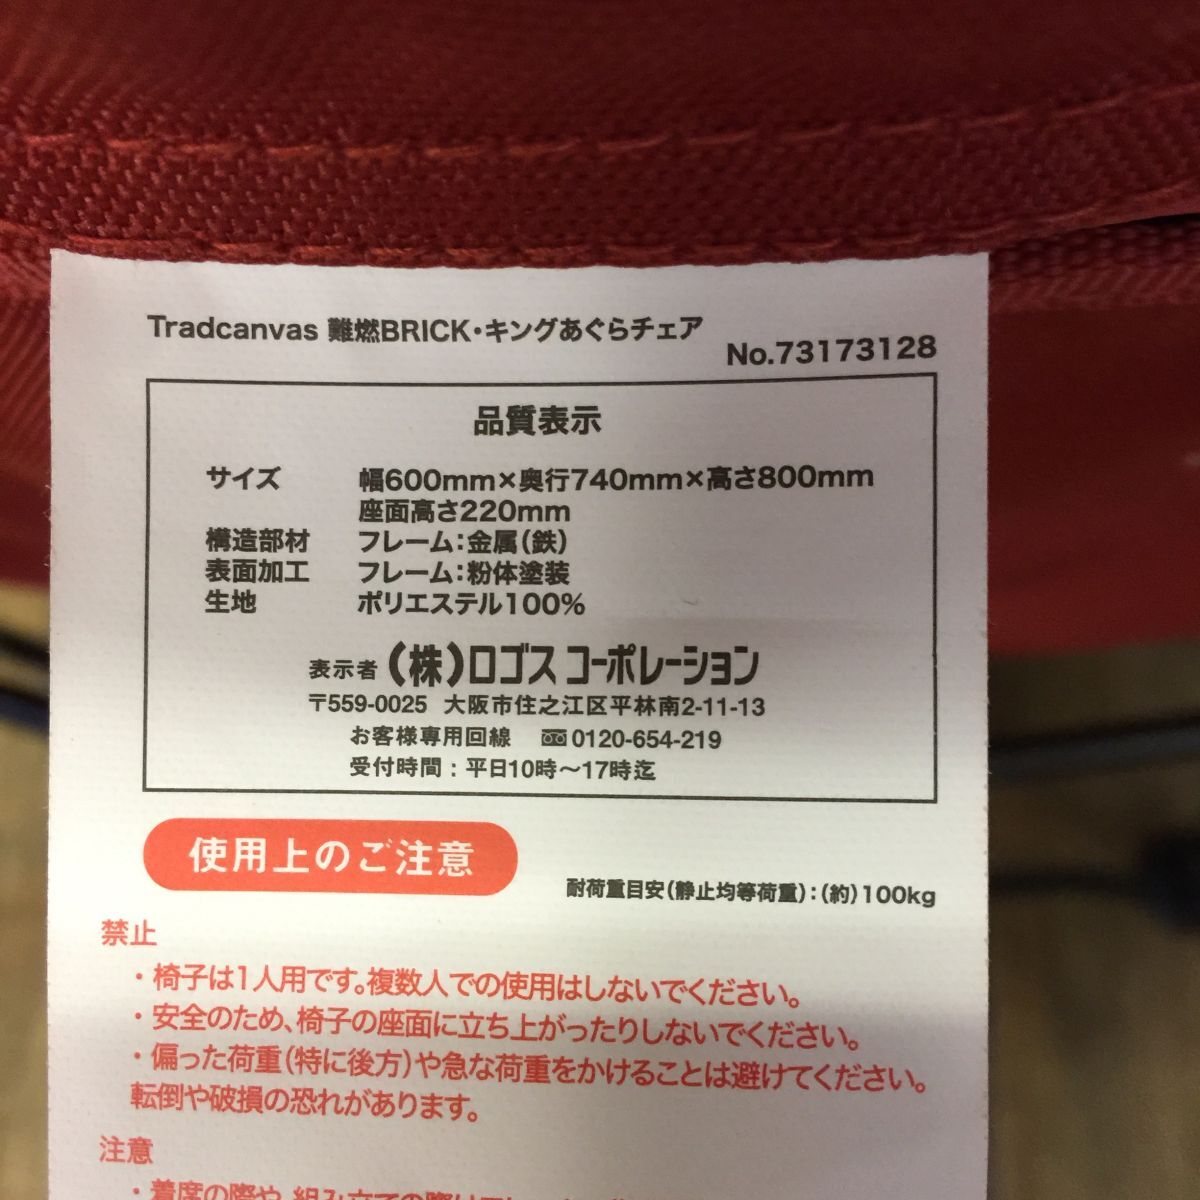 Tradcanvas 難燃BRICK・キングあぐらチェア
No.73173128
品質表示
サイズ 幅600mm×奥行740mm×高さ800mm
座面高さ220mm
構造部材 フレーム:金属(鉄)
表面加工 フレーム:粉体塗装
生地 ポリエステル100%
表示者 (株)ロゴス コーポレーション
〒559-0025 大阪市住之江区平林南2-11-13
お客様専用回線 0120-654-219
受付時間:平日10時〜17時迄
使用上のご注意
耐荷重目安(静止均等荷重):(約)100kg
禁止
・椅子は1人用です。複数人での使用はしないでください。
・安全のため、椅子の座面に立ち上がったりしないでください。
・偏った荷重(特に後方)や急な荷重をかけることは避けてください。
転倒や破損の恐れがあります。
注意
・着席の際や、組み立ての際は